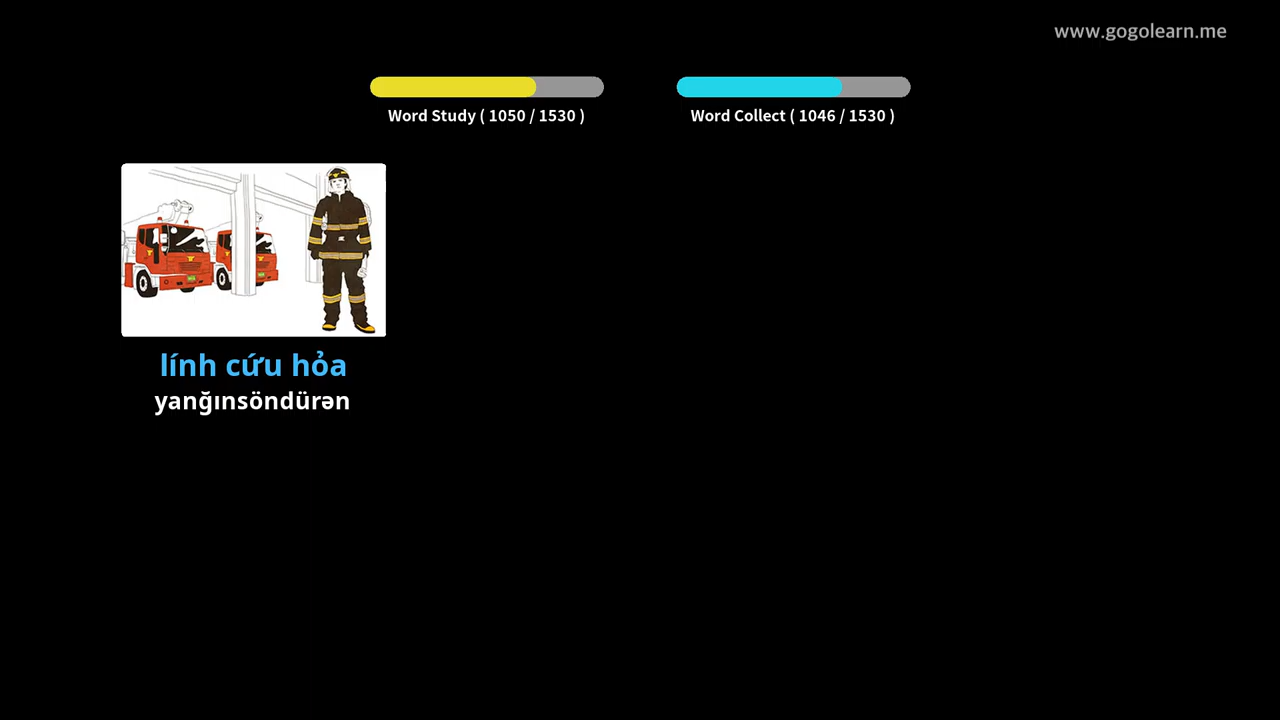 www.gogolearn.me
Word Study ( 1050 / 1530 )
Word Collect ( 1046 / 1530 )
lính cứu hỏa
yanğınsöndürən